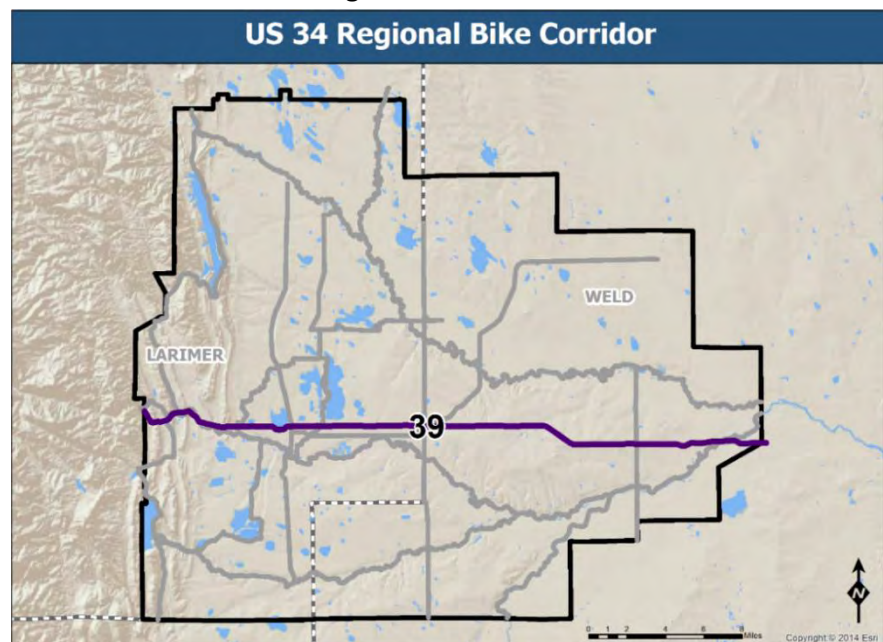 US 34 Regional Bike Corridor
WELD
LARIMER
39
N
0 1 2 4 6 8
Miles
Copyright © 2014 Esri